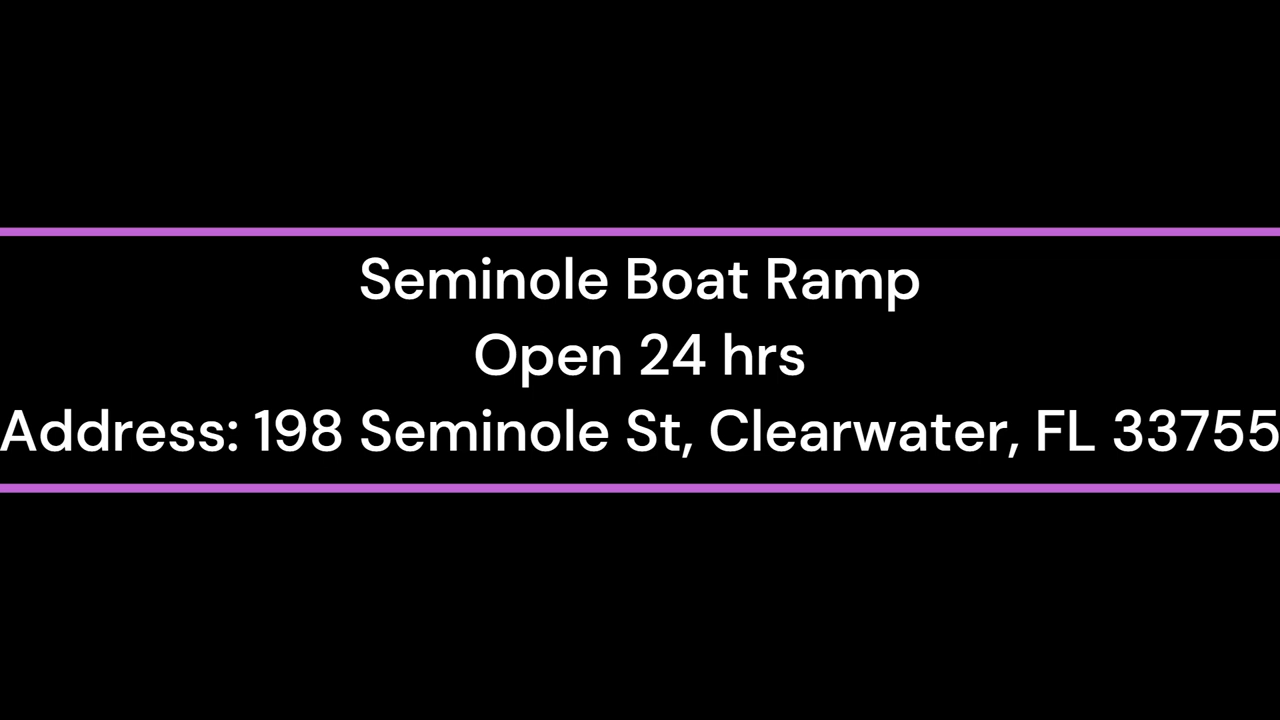 Seminole Boat Ramp
Open 24 hrs
Address: 198 Seminole St, Clearwater, FL 33755